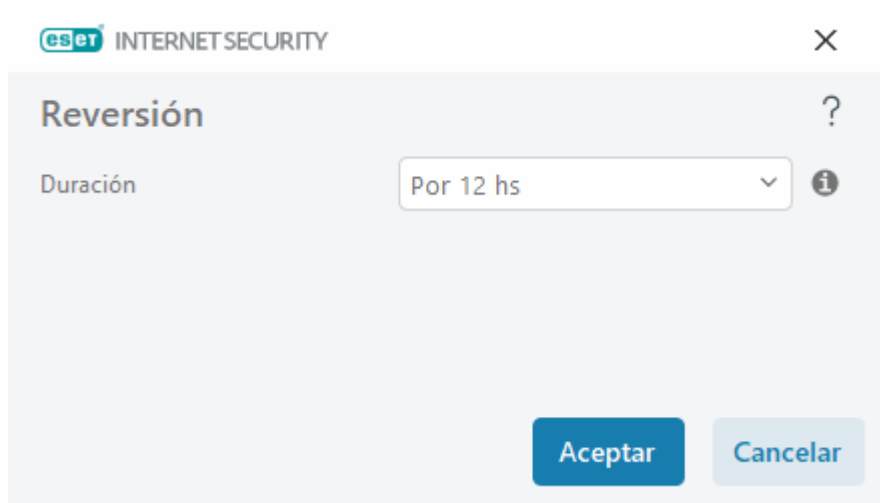 eset INTERNET SECURITY
Reversión
?
Duración
Por 12 hs
Aceptar
Cancelar